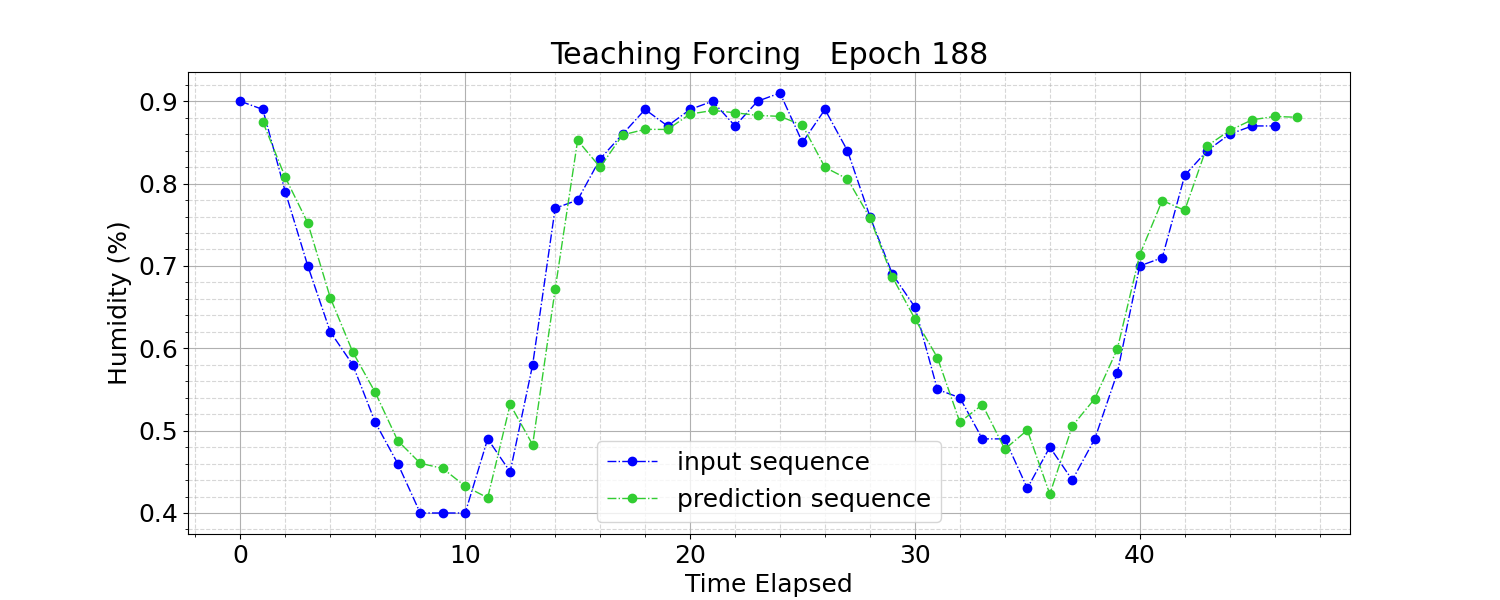 Teaching Forcing   Epoch 188
Humidity (%)
0.9
0.8
0.7
0.6
0.5
0.4
input sequence
prediction sequence
0 10 20 30 40
Time Elapsed